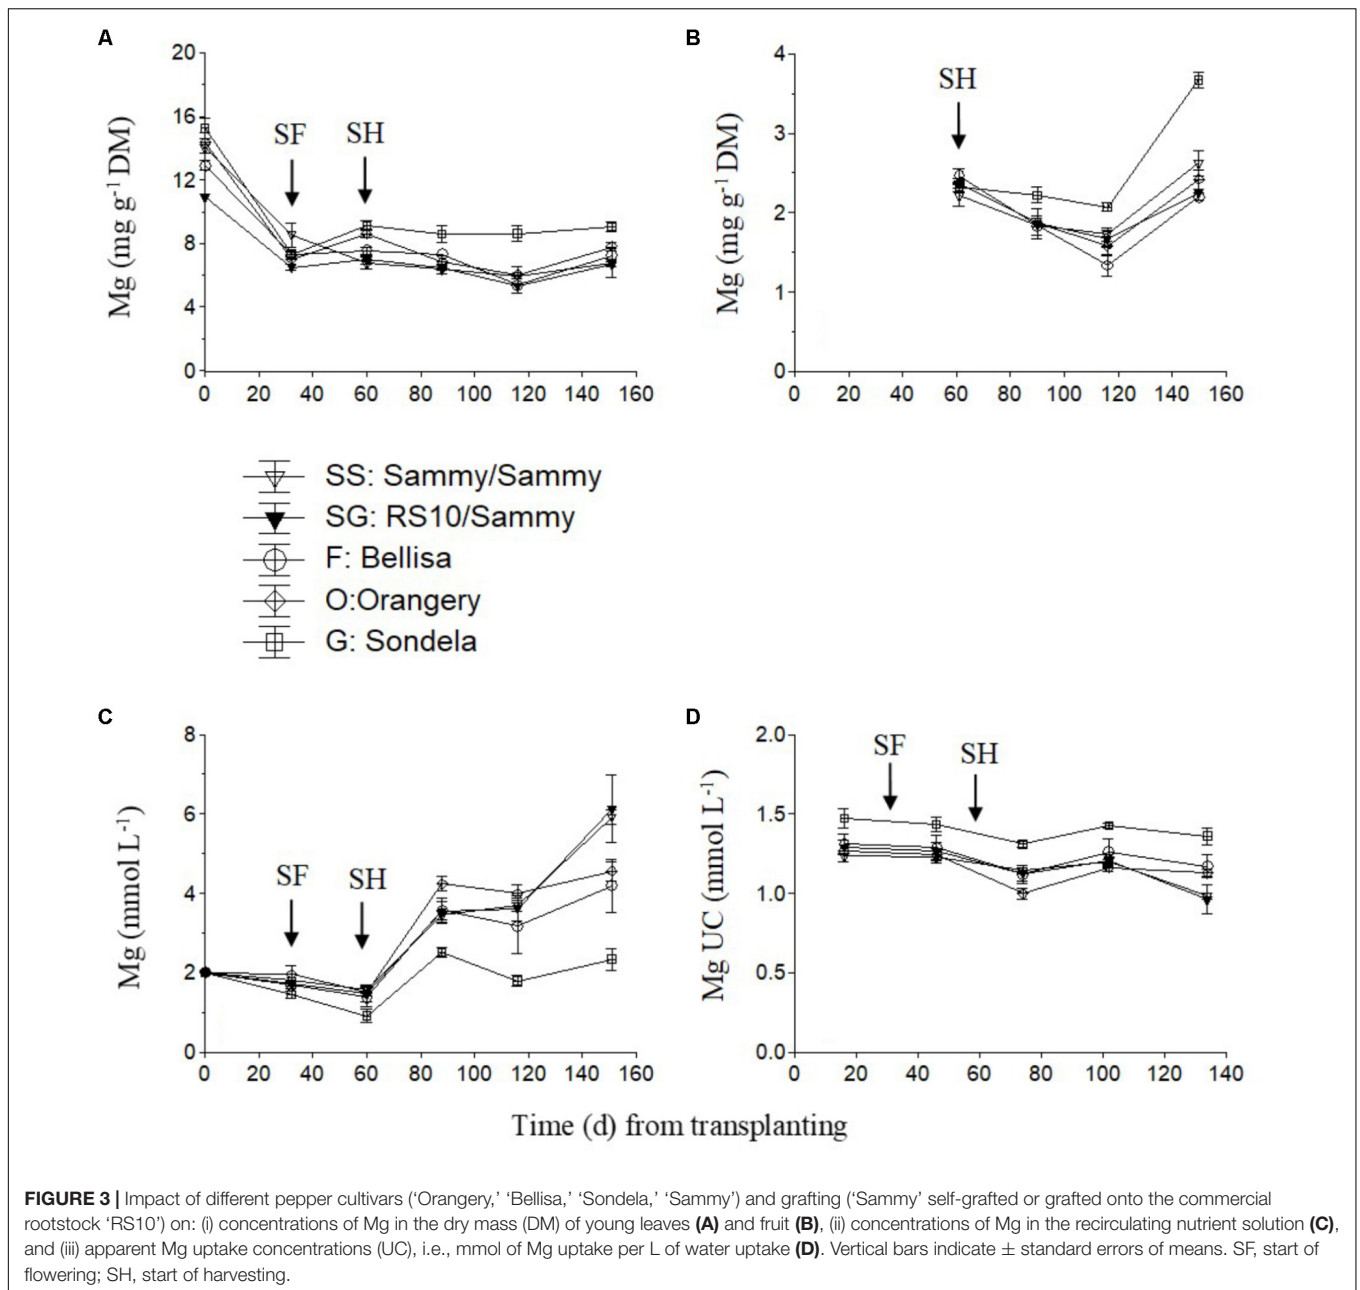 A
20
16
12
8
4
0
Mg (mg g-1 DM)
SF
SH
0 20 40 60 80 100 120 140 160
B
4
3
2
1
0
Mg (mg g-1 DM)
SH
0 20 40 60 80 100 120 140 160
SS: Sammy/Sammy
SG: RS10/Sammy
F: Bellisa
O:Orangery
G: Sondela
C
8
6
4
2
0
Mg (mmol L-1)
SF
SH
0 20 40 60 80 100 120 140 160
D
2.0
1.5
1.0
0.5
0.0
Mg UC (mmol L-1)
SF
SH
0 20 40 60 80 100 120 140
Time (d) from transplanting
FIGURE 3 | Impact of different pepper cultivars (‘Orangery,’ ‘Bellisa,’ ‘Sondela,’ ‘Sammy’) and grafting (‘Sammy’ self-grafted or grafted onto the commercial
rootstock ‘RS10’) on: (i) concentrations of Mg in the dry mass (DM) of young leaves (A) and fruit (B), (ii) concentrations of Mg in the recirculating nutrient solution (C),
and (iii) apparent Mg uptake concentrations (UC), i.e., mmol of Mg uptake per L of water uptake (D). Vertical bars indicate ± standard errors of means. SF, start of
flowering; SH, start of harvesting.